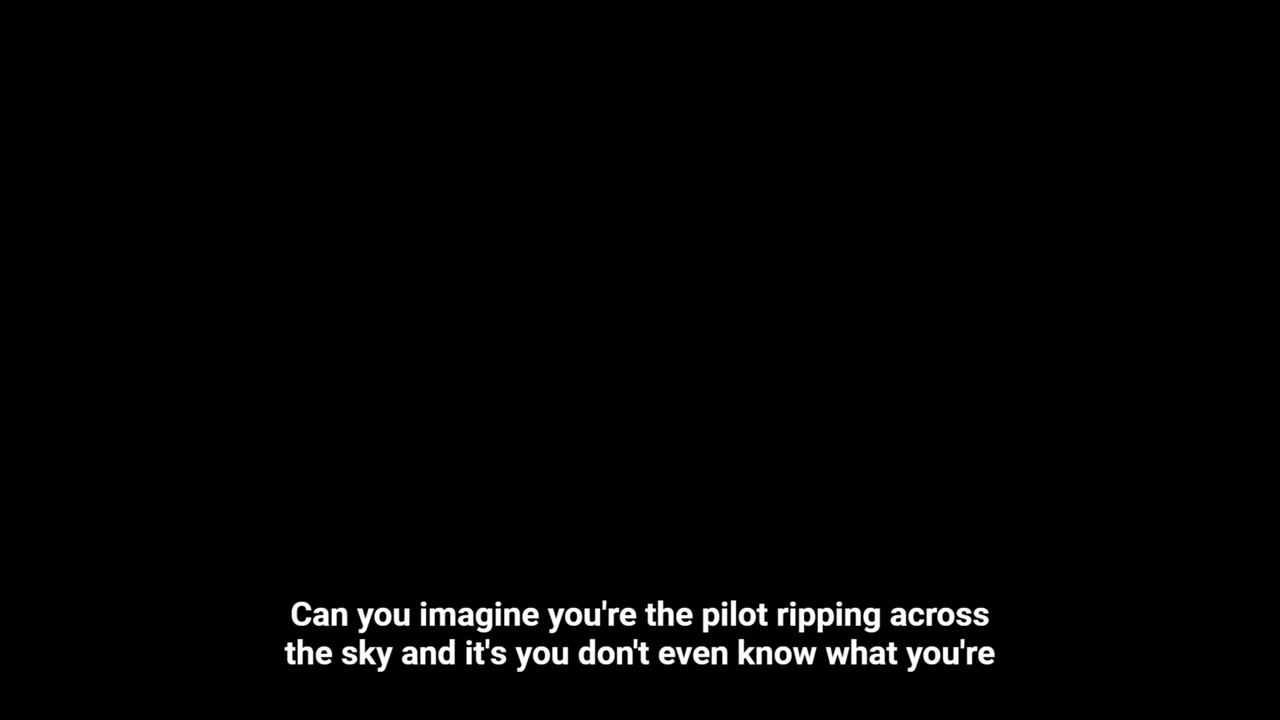 Can you imagine you're the pilot ripping across
the sky and it's you don't even know what you're